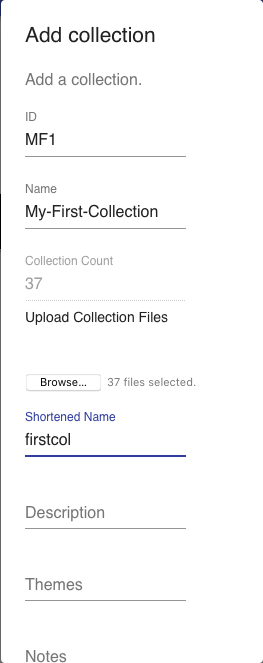 Add collection
Add a collection.
ID
MF1
Name
My-First-Collection
Collection Count
37
Upload Collection Files
Browse... 37 files selected.
Shortened Name
firstcol
Description
Themes
Notes